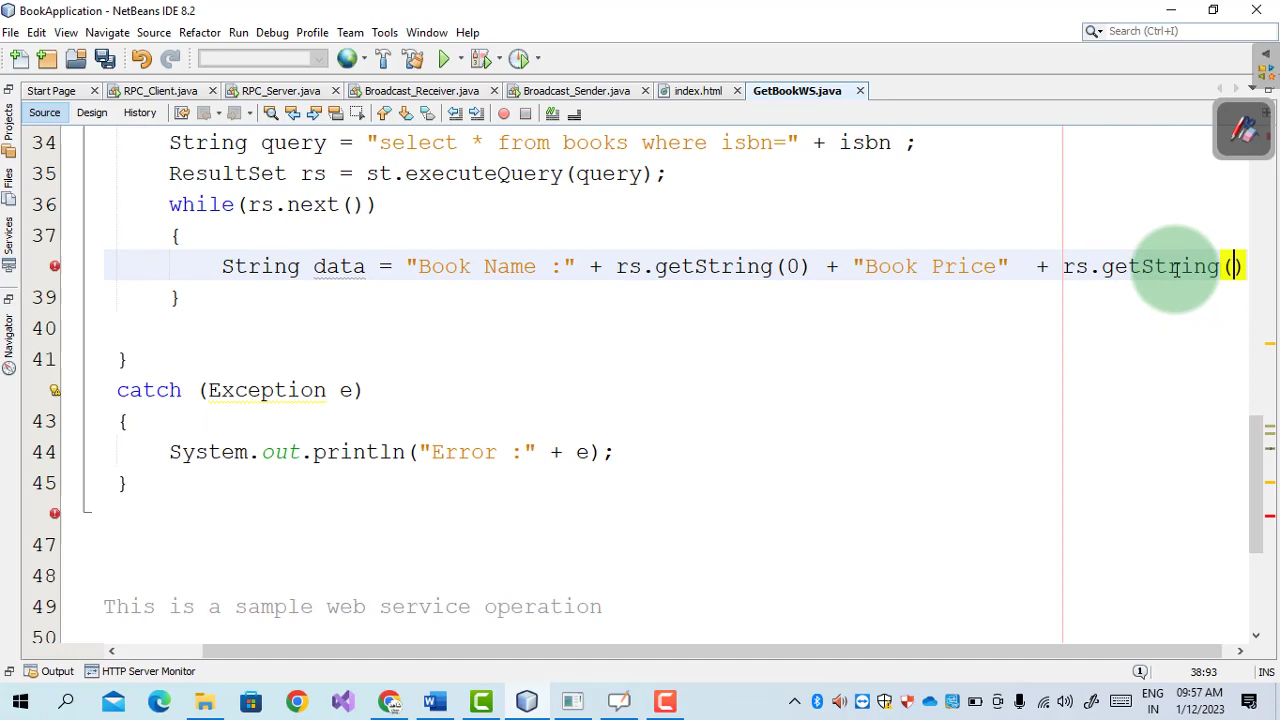 BookApplication - NetBeans IDE 8.2
File Edit View Navigate Source Refactor Run Debug Profile Team Tools Window Help
Search (Ctrl+I)
Start Page RPC_Client.java RPC_Server.java Broadcast_Receiver.java Broadcast_Sender.java index.html GetBookWS.java
Source Design History
Projects
Files
Services
Navigator
34 String query = "select * from books where isbn=" + isbn ;
35 ResultSet rs = st.executeQuery(query);
36 while(rs.next())
37 {
String data = "Book Name :" + rs.getString(0) + "Book Price" + rs.getString()
39 }
40
41 }
catch (Exception e)
43 {
44 System.out.println("Error :" + e);
45 }
47
48
49 This is a sample web service operation
50
Output HTTP Server Monitor
38:93 INS
ENG
IN
09:57 AM
1/12/2023